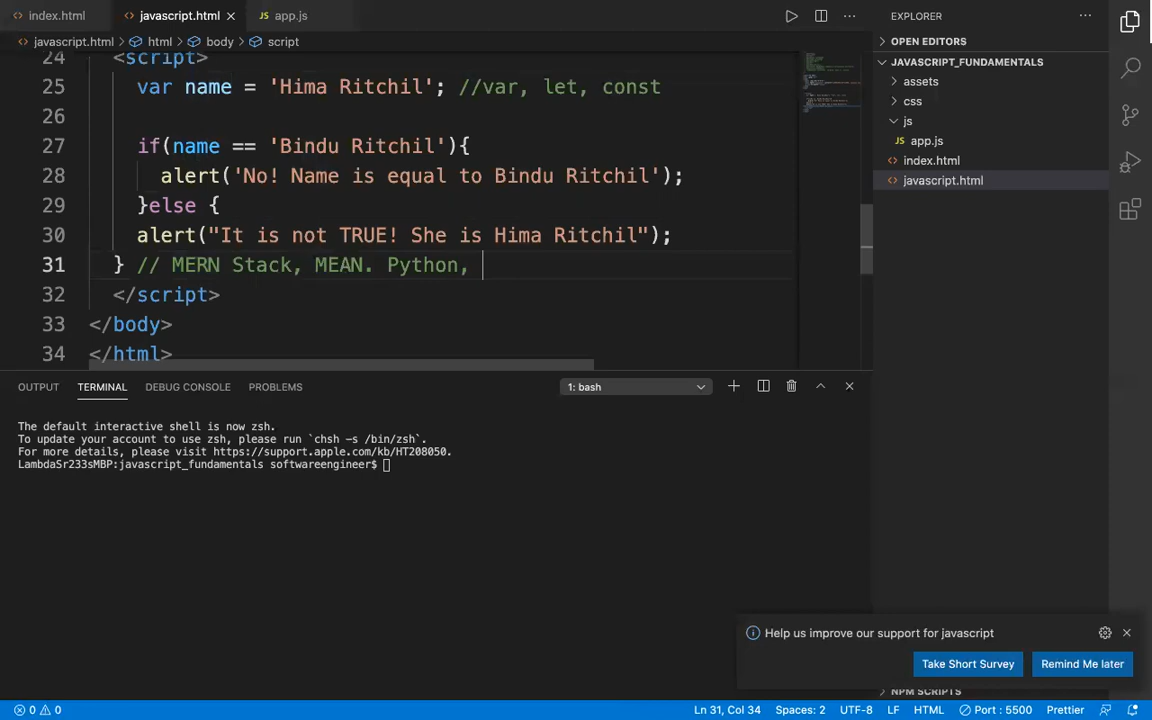 index.html
javascript.html
app.js
EXPLORER
javascript.html > html > body > script
OPEN EDITORS
24 <script>
JAVASCRIPT_FUNDAMENTALS
25 var name = 'Hima Ritchil'; //var, let, const
assets
css
26
js
27 if(name == 'Bindu Ritchil'){
app.js
28 alert('No! Name is equal to Bindu Ritchil');
index.html
javascript.html
29 }else {
30 alert("It is not TRUE! She is Hima Ritchil");
31 } // MERN Stack, MEAN. Python,
32 </script>
33 </body>
34 </html>
OUTPUT TERMINAL DEBUG CONSOLE PROBLEMS 1: bash
The default interactive shell is now zsh.
To update your account to use zsh, please run `chsh -s /bin/zsh`.
For more details, please visit https://support.apple.com/kb/HT208050.
LambdaSr233sMBP:javascript_fundamentals softwareengineer$
Help us improve our support for javascript
Take Short Survey
Remind Me later
NPM SCRIPTS
0 0 Ln 31, Col 34 Spaces: 2 UTF-8 LF HTML Port : 5500 Prettier